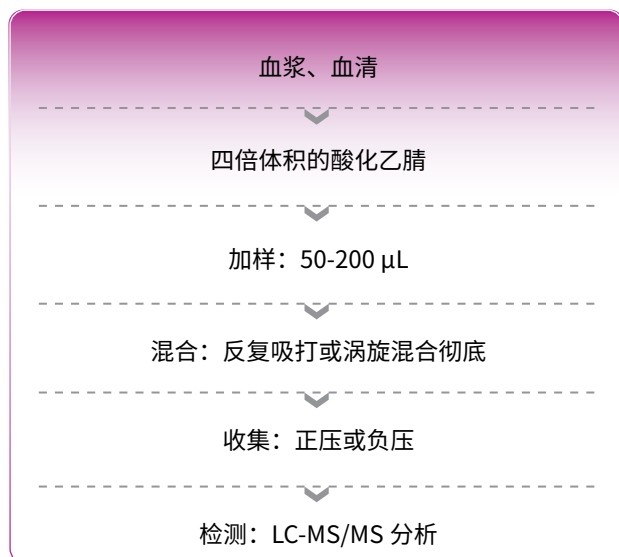 血浆、血清
四倍体积的酸化乙腈
加样：50-200 μL
混合：反复吸打或涡旋混合彻底
收集：正压或负压
检测：LC-MS/MS 分析